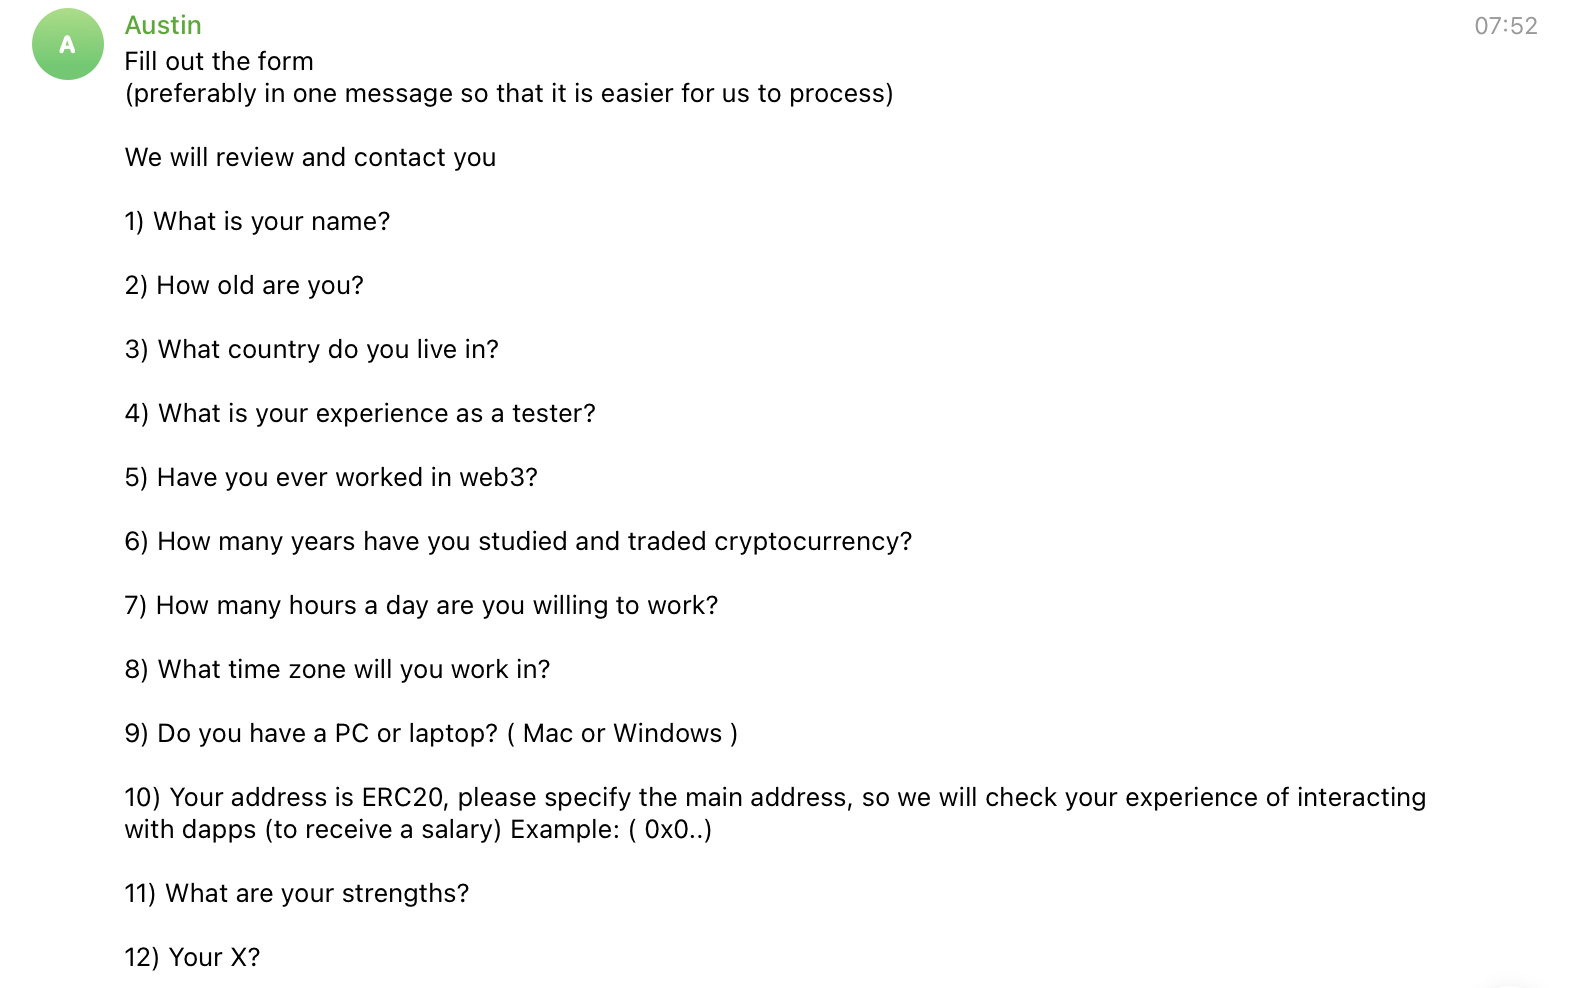 A
Austin
07:52
Fill out the form
(preferably in one message so that it is easier for us to process)
We will review and contact you
1) What is your name?
2) How old are you?
3) What country do you live in?
4) What is your experience as a tester?
5) Have you ever worked in web3?
6) How many years have you studied and traded cryptocurrency?
7) How many hours a day are you willing to work?
8) What time zone will you work in?
9) Do you have a PC or laptop? ( Mac or Windows )
10) Your address is ERC20, please specify the main address, so we will check your experience of interacting
with dapps (to receive a salary) Example: ( 0x0..)
11) What are your strengths?
12) Your X?